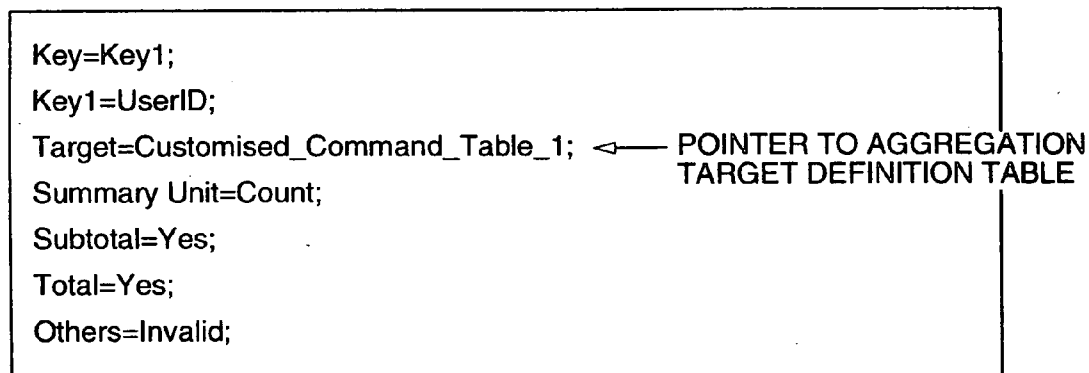 Key=Key1;
Key1=UserID;
Target=Customised_Command_Table_1; POINTER TO AGGREGATION
TARGET DEFINITION TABLE
Summary Unit=Count;
Subtotal=Yes;
Total=Yes;
Others=Invalid;